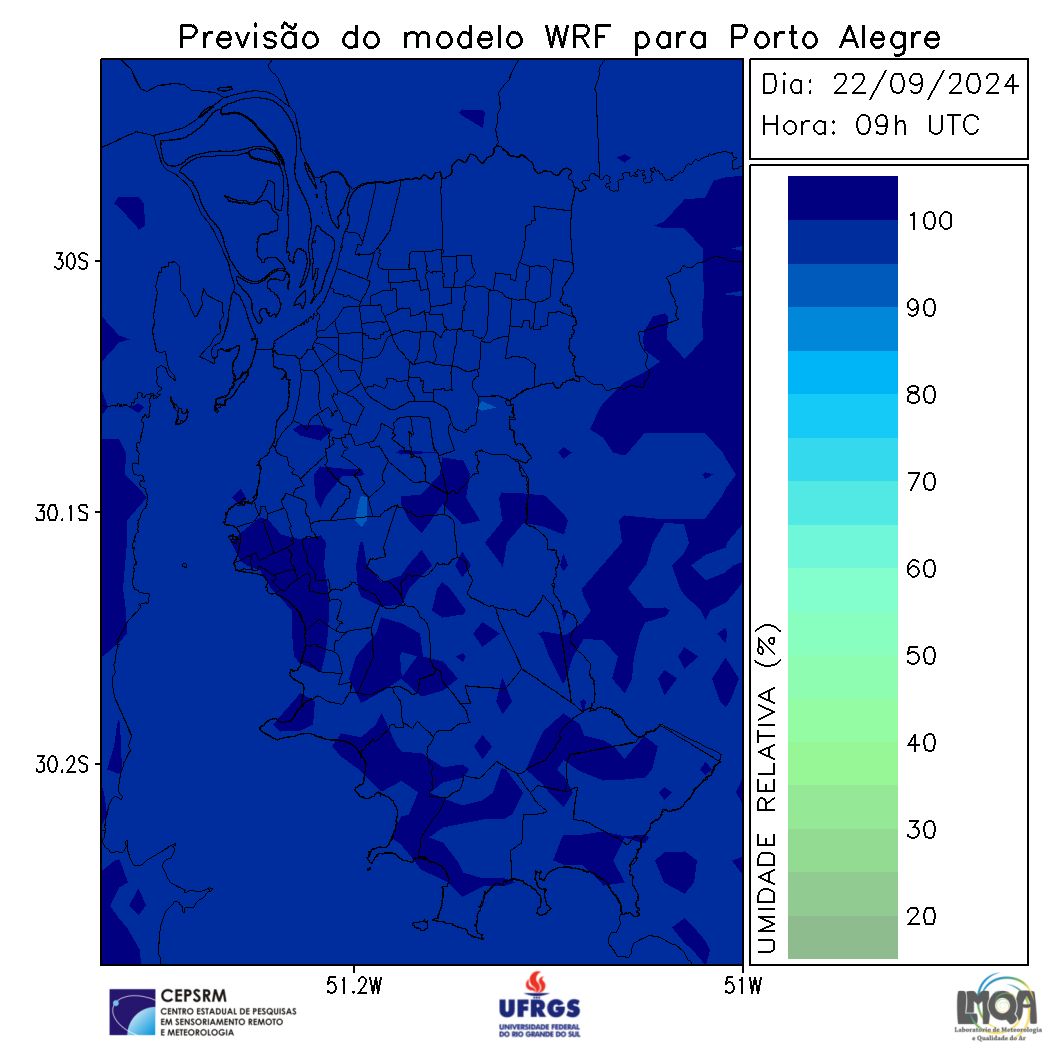 Previsão do modelo WRF para Porto Alegre
Dia: 22/09/2024
Hora: 09h UTC
30S
30.1S
30.2S
51.2W
51W
100
90
80
70
60
50
40
30
20
UMIDADE RELATIVA (%)
CEPSRM
CENTRO ESTADUAL DE PESQUISAS
EM SENSORIAMENTO REMOTO
E METEOROLOGIA
UFRGS
UNIVERSIDADE FEDERAL
DO RIO GRANDE DO SUL
LMQA
Laboratório de Meteorologia
e Qualidade do Ar